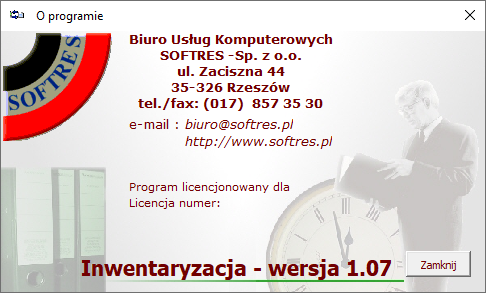 O programie
SOFTRES
Biuro Usług Komputerowych
SOFTRES -Sp. z o.o.
ul. Zaciszna 44
35-326 Rzeszów
tel./fax: (017)  857 35 30
e-mail : biuro@softres.pl
http://www.softres.pl
Program licencjonowany dla
Licencja numer:
Inwentaryzacja - wersja 1.07
Zamknij